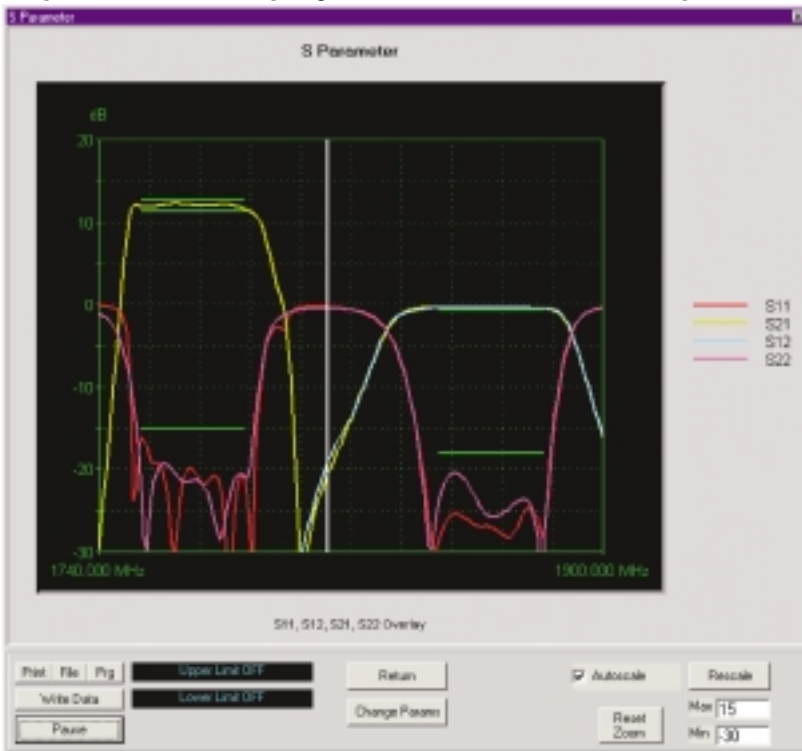 S Parameter
S Parameter
dB
20
10
0
-10
-20
-30
1740.000 MHz
1900.000 MHz
S11
S21
S12
S22
S11, S12, S21, S22 Overlay
Print File Prg
Upper Limit OFF
Return
Autoscale
Rescale
Write Data
Lower Limit OFF
Change Params
Max 15
Pause
Reset
Zoom
Min -30